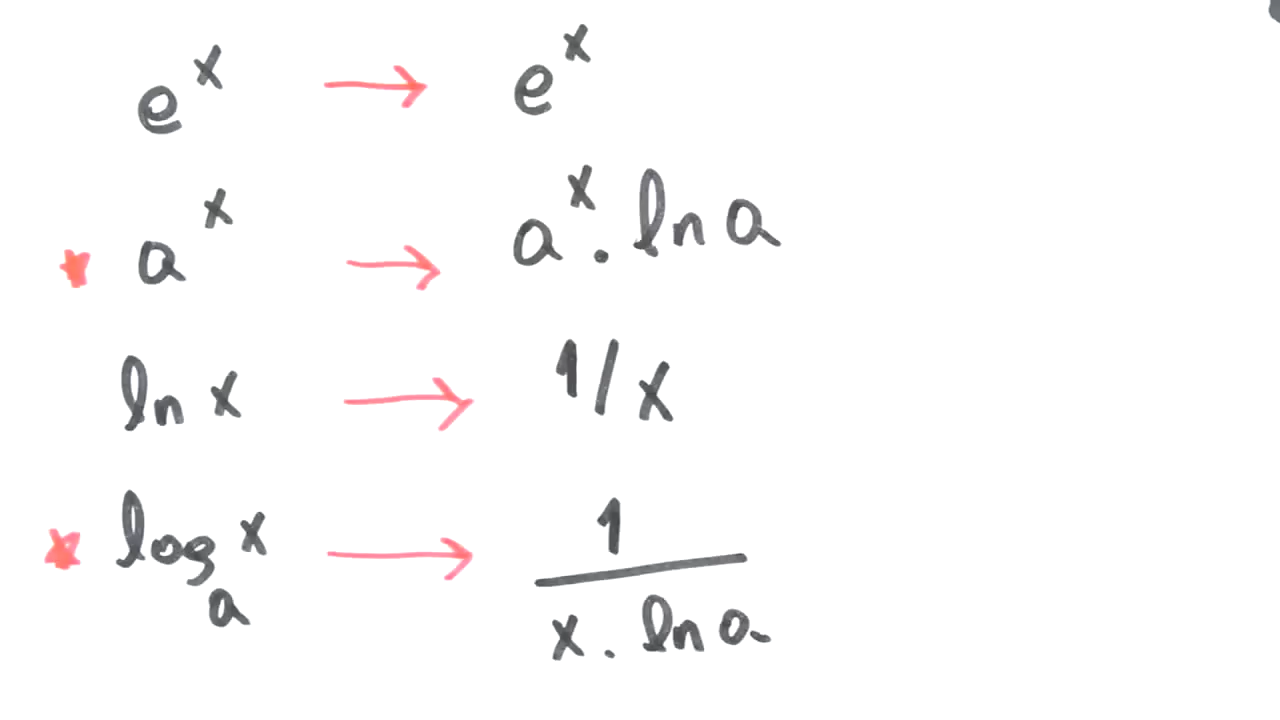 e^x → e^x
* a^x → a^x . ln a
ln x → 1/x
* log_a x → 1 / x . ln a